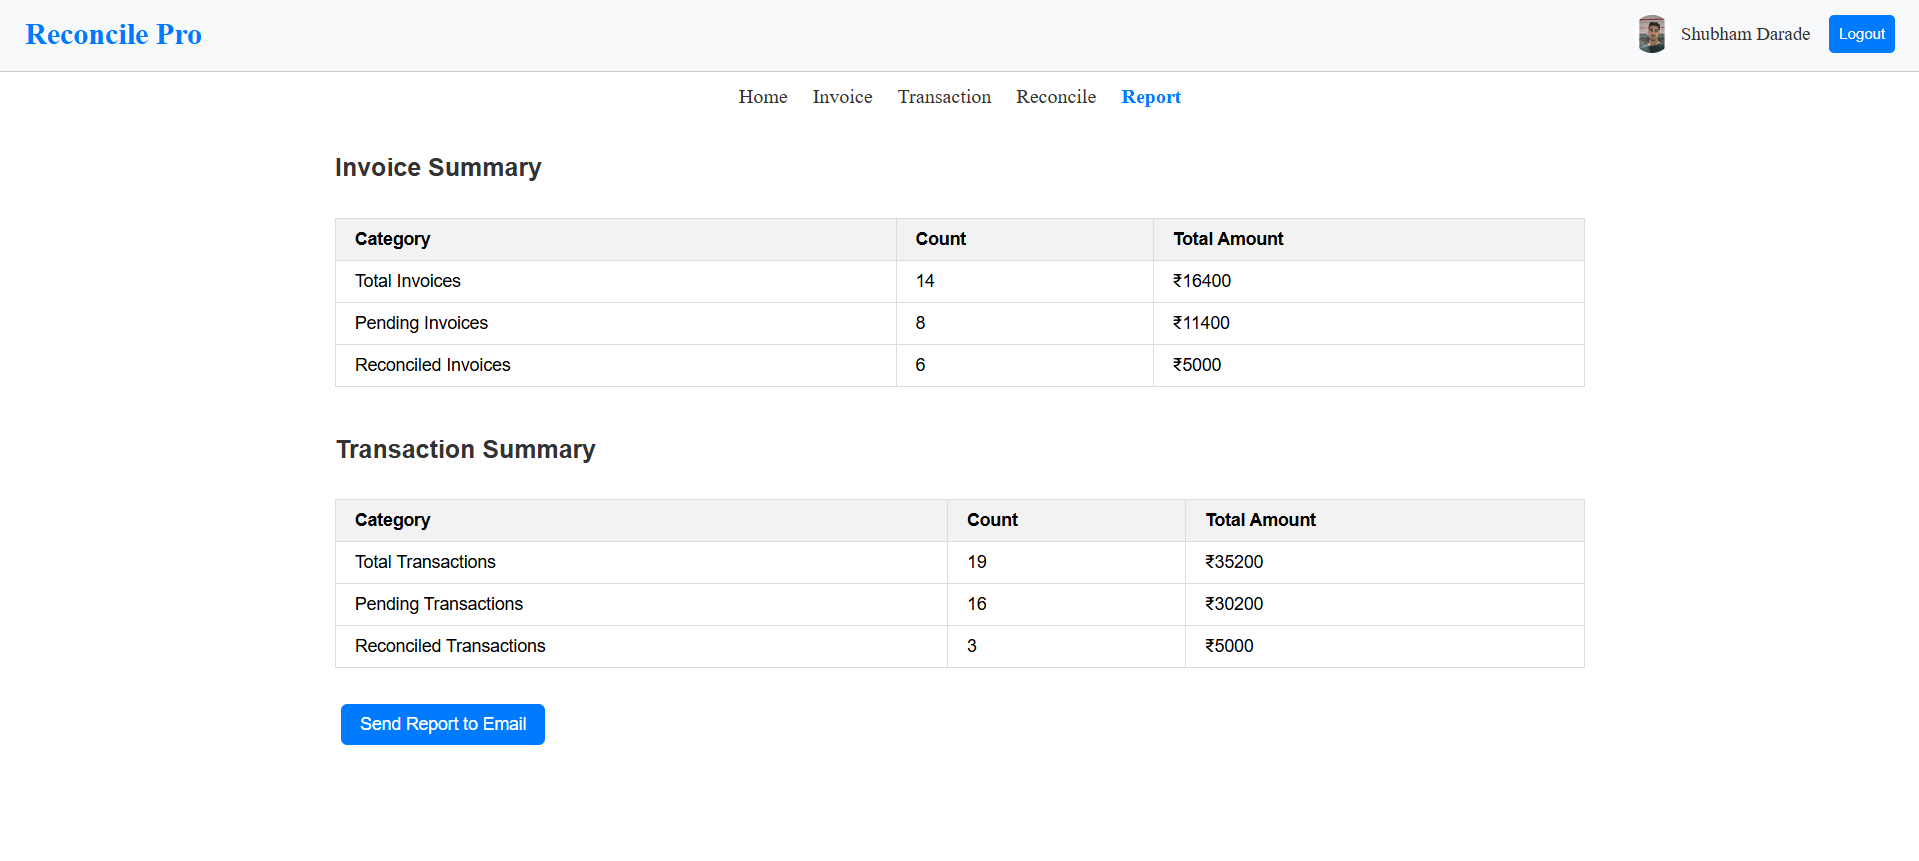 Reconcile Pro
Shubham Darade Logout
Home Invoice Transaction Reconcile Report
Invoice Summary
Category Count Total Amount
Total Invoices 14 ₹16400
Pending Invoices 8 ₹11400
Reconciled Invoices 6 ₹5000
Transaction Summary
Category Count Total Amount
Total Transactions 19 ₹35200
Pending Transactions 16 ₹30200
Reconciled Transactions 3 ₹5000
Send Report to Email